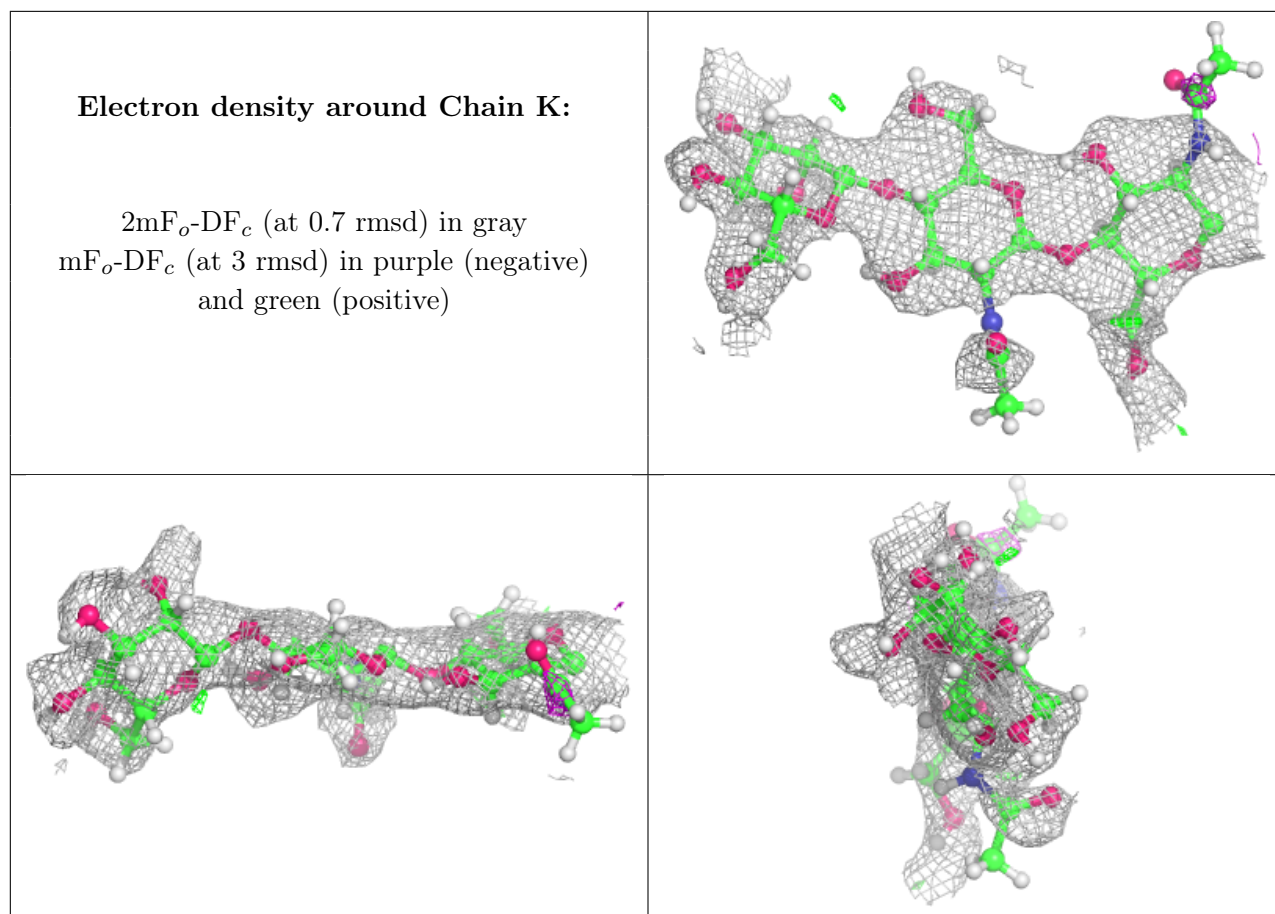 Electron density around Chain K:
2mFo-DFc (at 0.7 rmsd) in gray
mFo-DFc (at 3 rmsd) in purple (negative)
and green (positive)